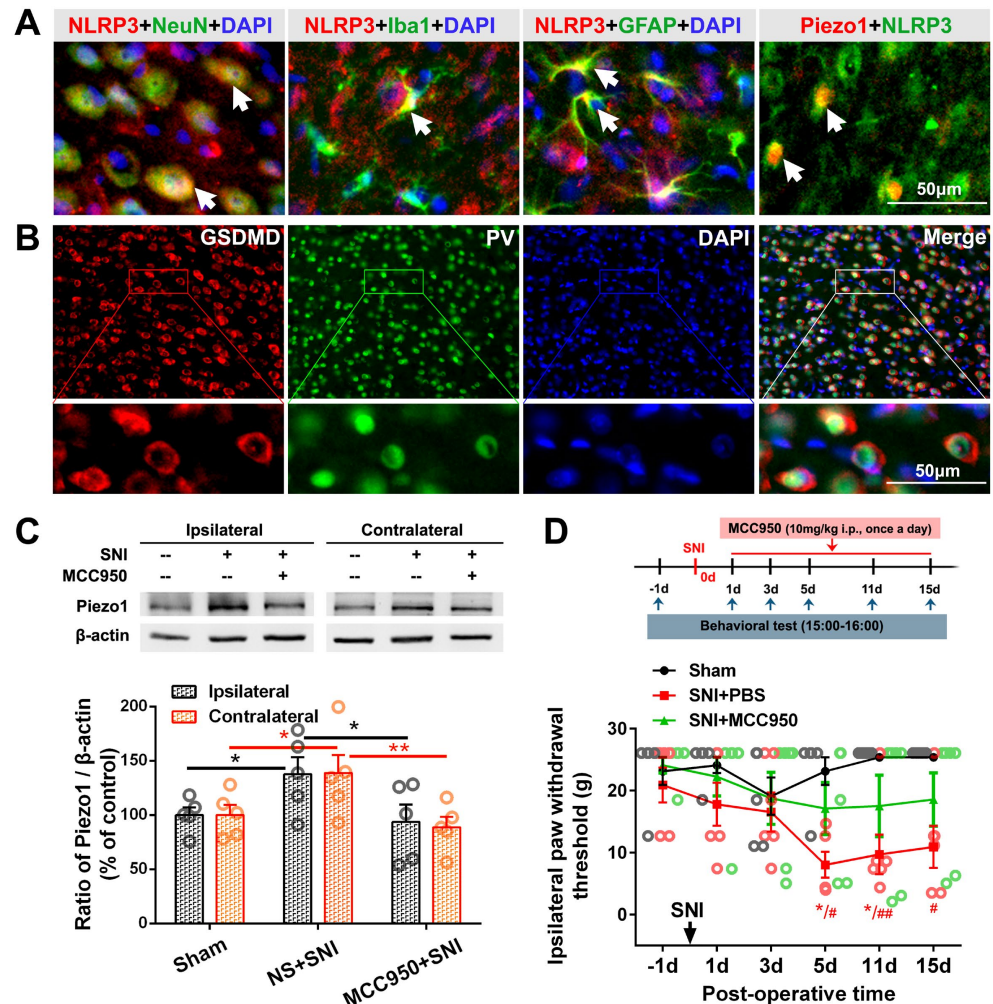 A
NLRP3+NeuN+DAPI
NLRP3+Iba1+DAPI
NLRP3+GFAP+DAPI
Piezo1+NLRP3
50μm
B
GSDMD
PV
DAPI
Merge
50μm
C
Ipsilateral Contralateral
SNI -- + + -- + +
MCC950 -- -- + -- -- +
Piezo1
β-actin
Ratio of Piezo1 / β-actin
(% of control)
200
150
100
50
0
Ipsilateral
Contralateral
*
*
*
**
Sham
NS+SNI
MCC950+SNI
D
MCC950 (10mg/kg i.p., once a day)
SNI
0d
-1d 1d 3d 5d 11d 15d
Behavioral test (15:00-16:00)
Sham
SNI+PBS
SNI+MCC950
Ipsilateral paw withdrawal
threshold (g)
30
20
10
0
SNI
*/#
*/##
#
-1d 1d 3d 5d 11d 15d
Post-operative time